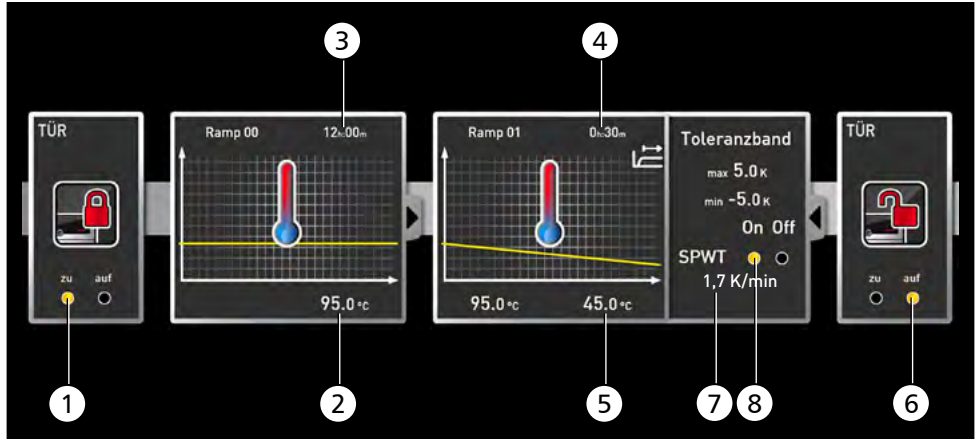 3
4
TÜR
zu auf
Ramp 00 12h:00m
95.0 °C
Ramp 01 0h:30m
95.0 °C 45.0 °C
Toleranzband
max 5.0 K
min -5.0 K
On Off
SPWT
1,7 K/min
TÜR
zu auf
1
2
5
7
8
6